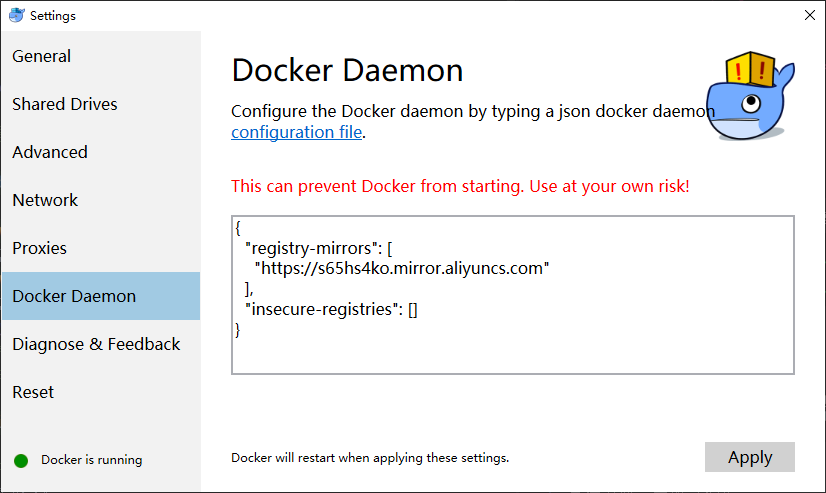 Settings
General
Shared Drives
Advanced
Network
Proxies
Docker Daemon
Diagnose & Feedback
Reset
Docker is running
Docker Daemon
Configure the Docker daemon by typing a json docker daemon
configuration file.
This can prevent Docker from starting. Use at your own risk!
{
"registry-mirrors": [
"https://s65hs4ko.mirror.aliyuncs.com"
],
"insecure-registries": []
}
Docker will restart when applying these settings.
Apply
! !